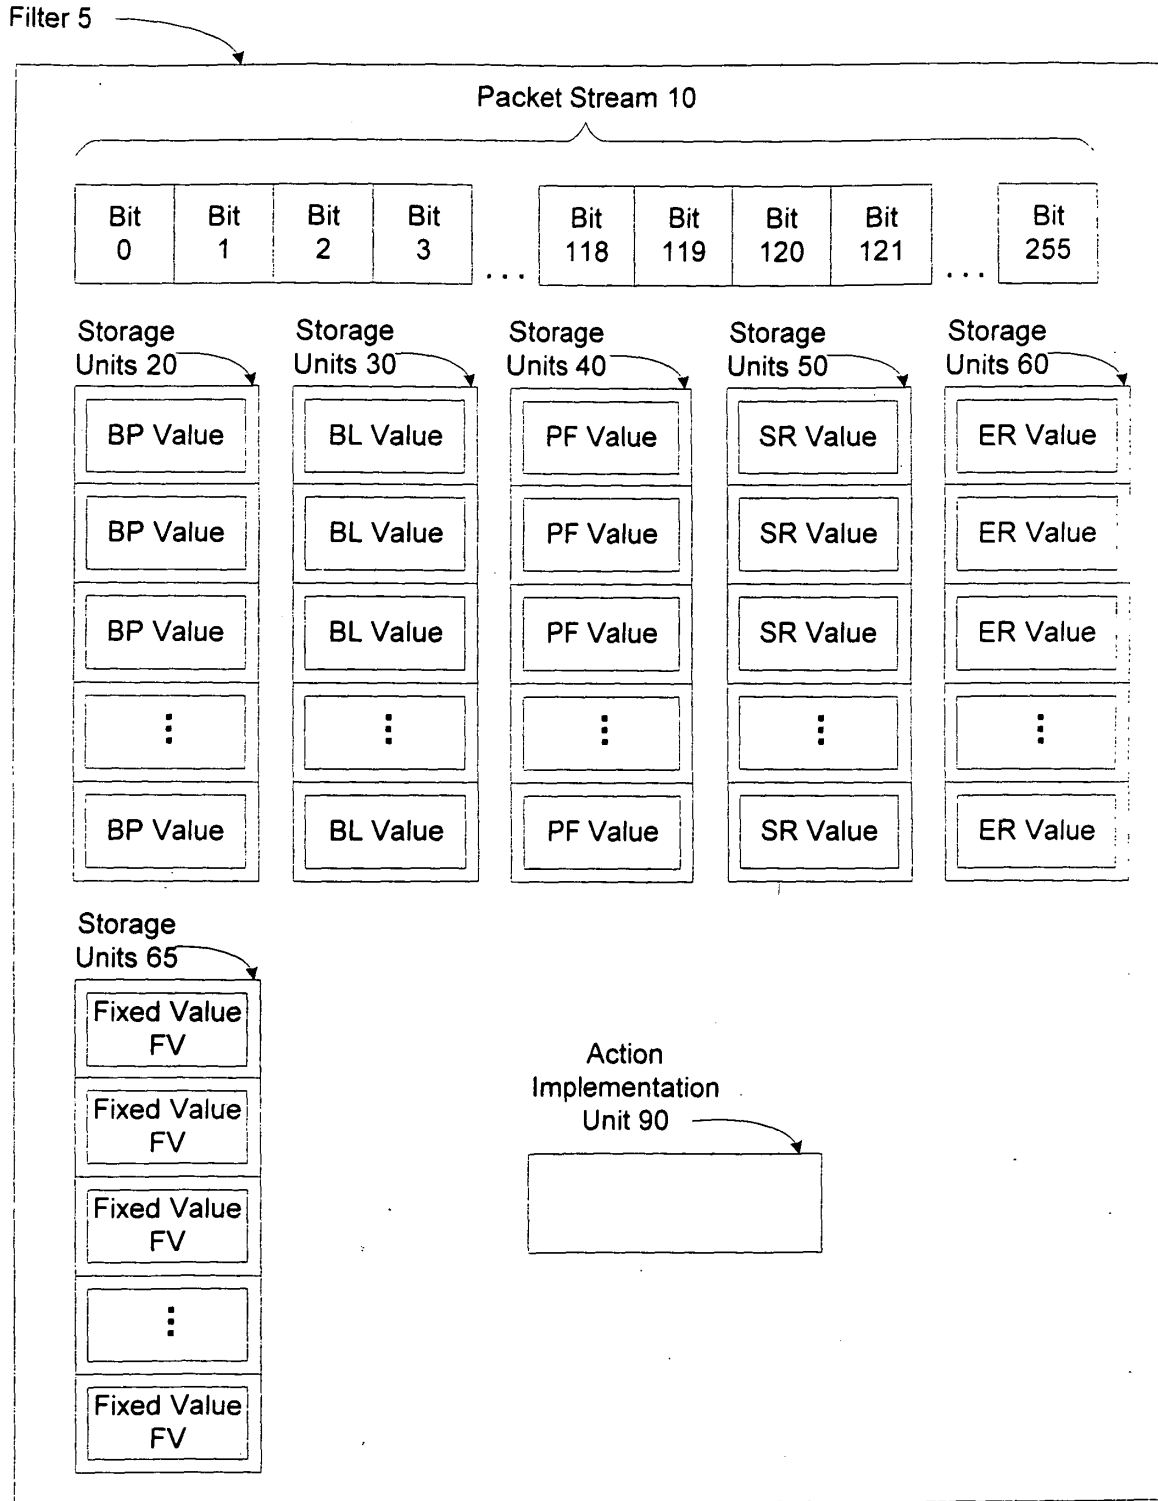 Filter 5
Packet Stream 10
Bit 0
Bit 1
Bit 2
Bit 3
...
Bit 118
Bit 119
Bit 120
Bit 121
...
Bit 255
Storage
Units 20
BP Value
BP Value
BP Value
⋮
BP Value
Storage
Units 30
BL Value
BL Value
BL Value
⋮
BL Value
Storage
Units 40
PF Value
PF Value
PF Value
⋮
PF Value
Storage
Units 50
SR Value
SR Value
SR Value
⋮
SR Value
Storage
Units 60
ER Value
ER Value
ER Value
⋮
ER Value
Storage
Units 65
Fixed Value
FV
Fixed Value
FV
Fixed Value
FV
⋮
Fixed Value
FV
Action
Implementation
Unit 90